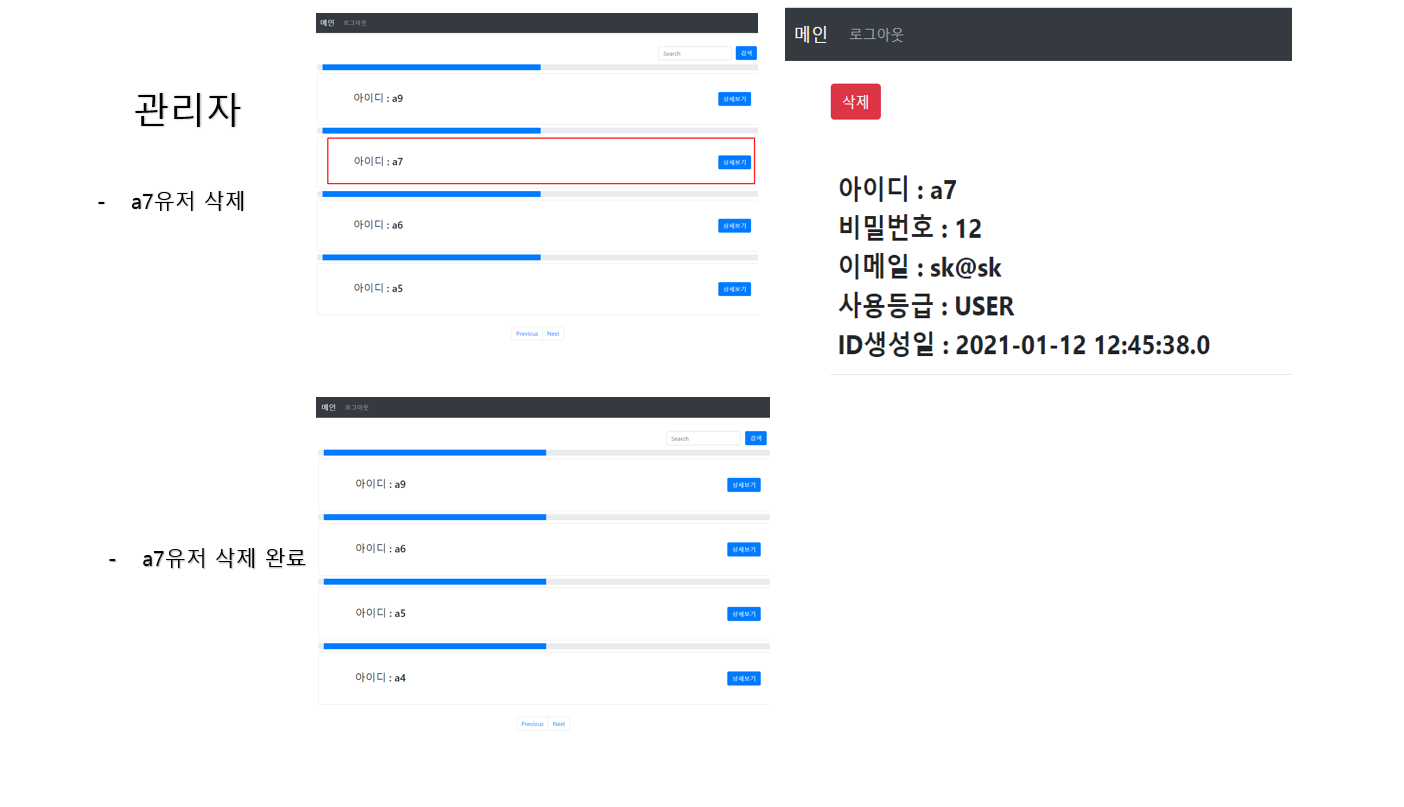 관리자
- a7유저 삭제
메인 로그아웃
Search 검색
아이디 : a9 상세보기
아이디 : a7 상세보기
아이디 : a6 상세보기
아이디 : a5 상세보기
Previous Next
메인 로그아웃
삭제
아이디 : a7
비밀번호 : 12
이메일 : sk@sk
사용등급 : USER
ID생성일 : 2021-01-12 12:45:38.0
- a7유저 삭제 완료
메인 로그아웃
Search 검색
아이디 : a9 상세보기
아이디 : a6 상세보기
아이디 : a5 상세보기
아이디 : a4 상세보기
Previous Next